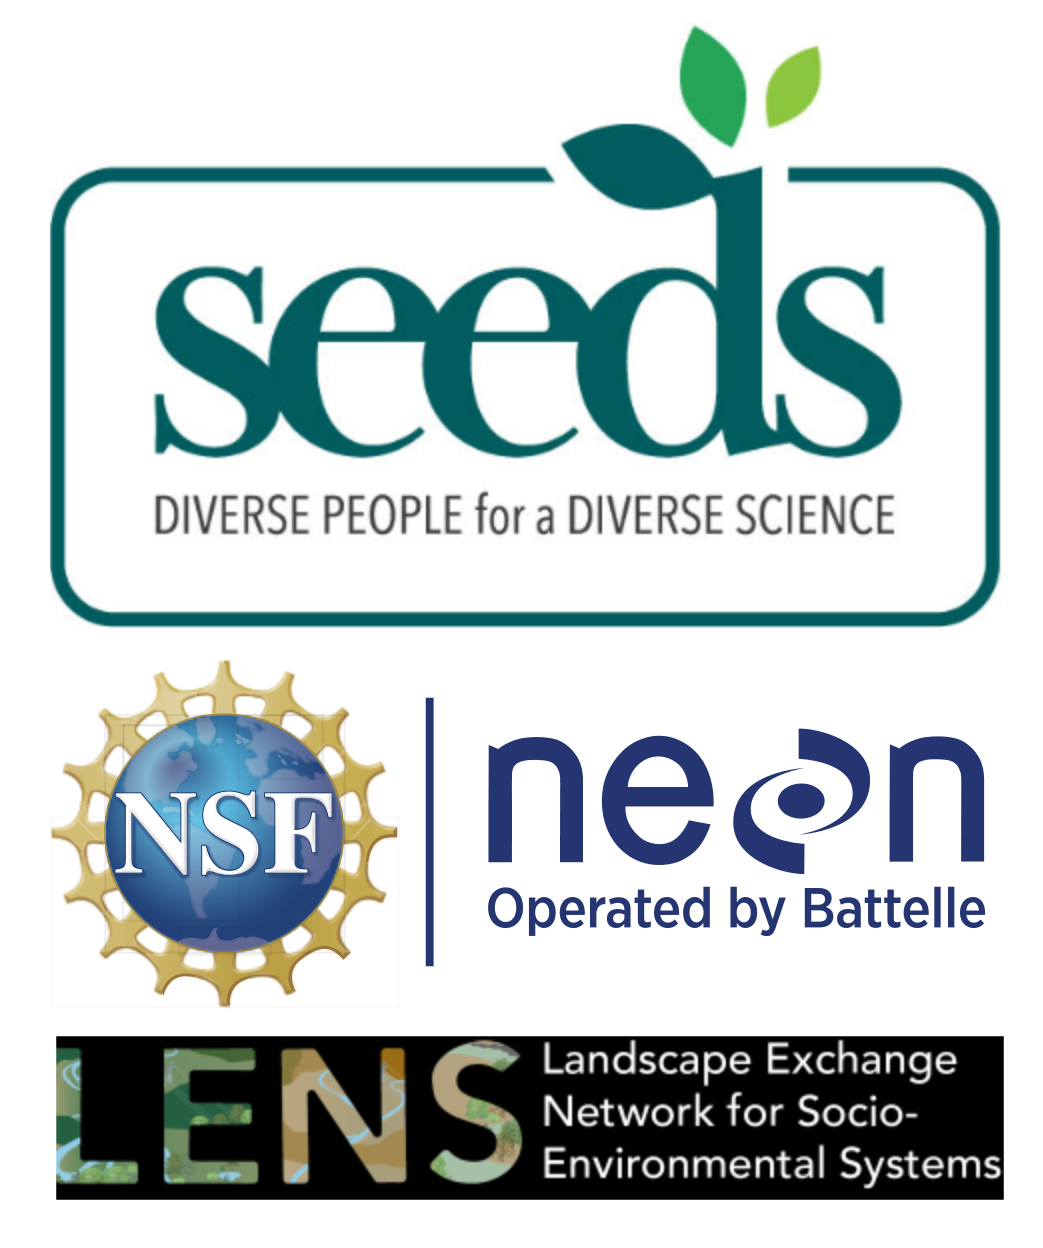 seeds
DIVERSE PEOPLE for a DIVERSE SCIENCE
NSF
neon
Operated by Battelle
LENS
Landscape Exchange
Network for Socio-
Environmental Systems